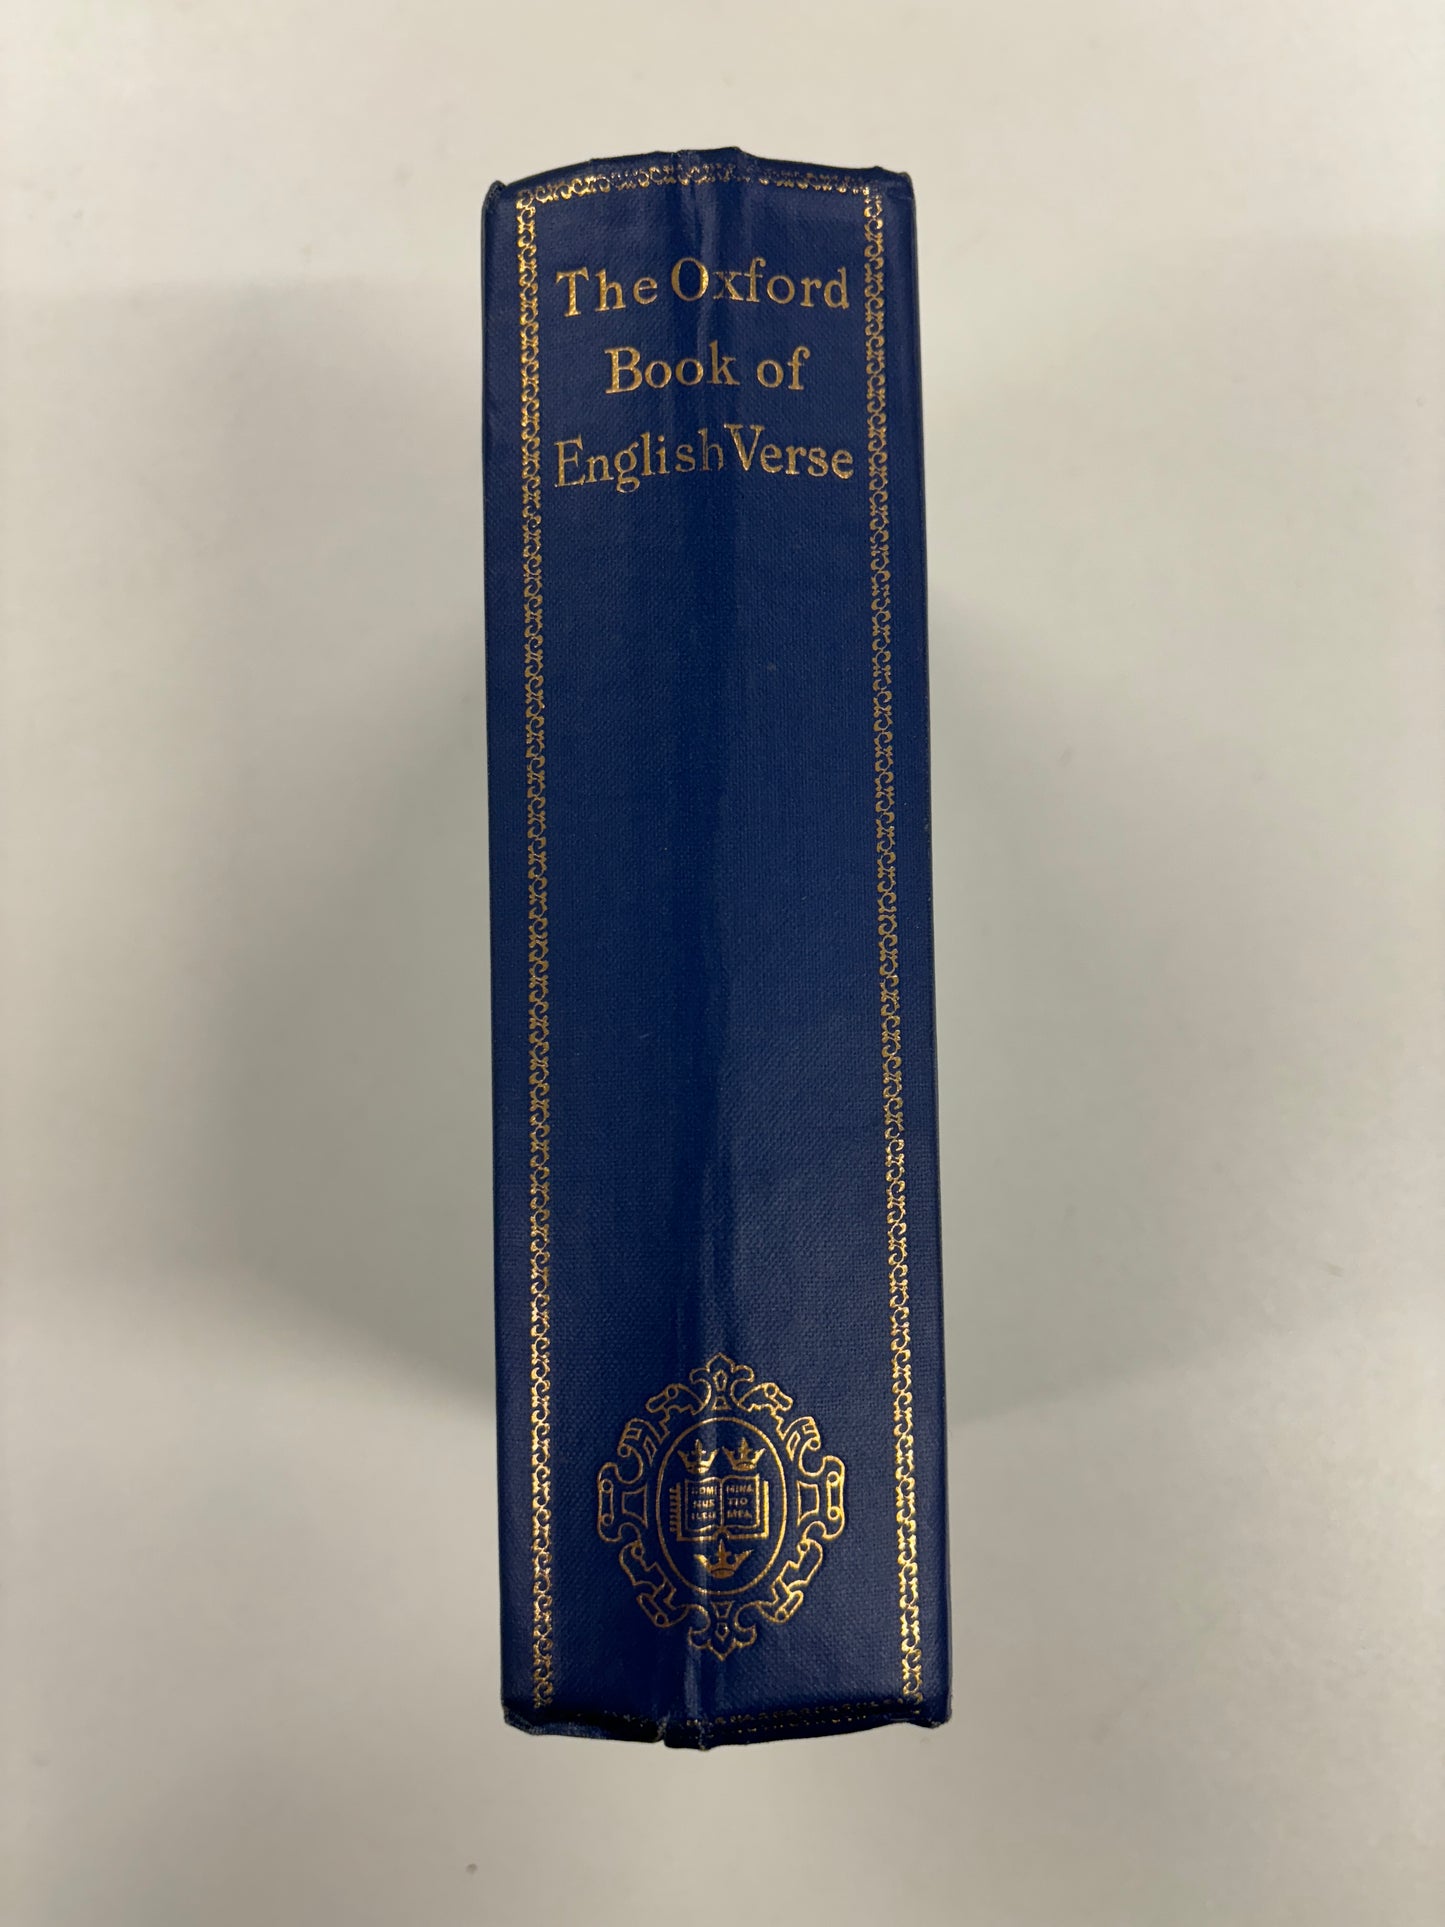 The Oxford
Book of
English Verse
DOMI MINA
NUS TIO
ILLU MEA